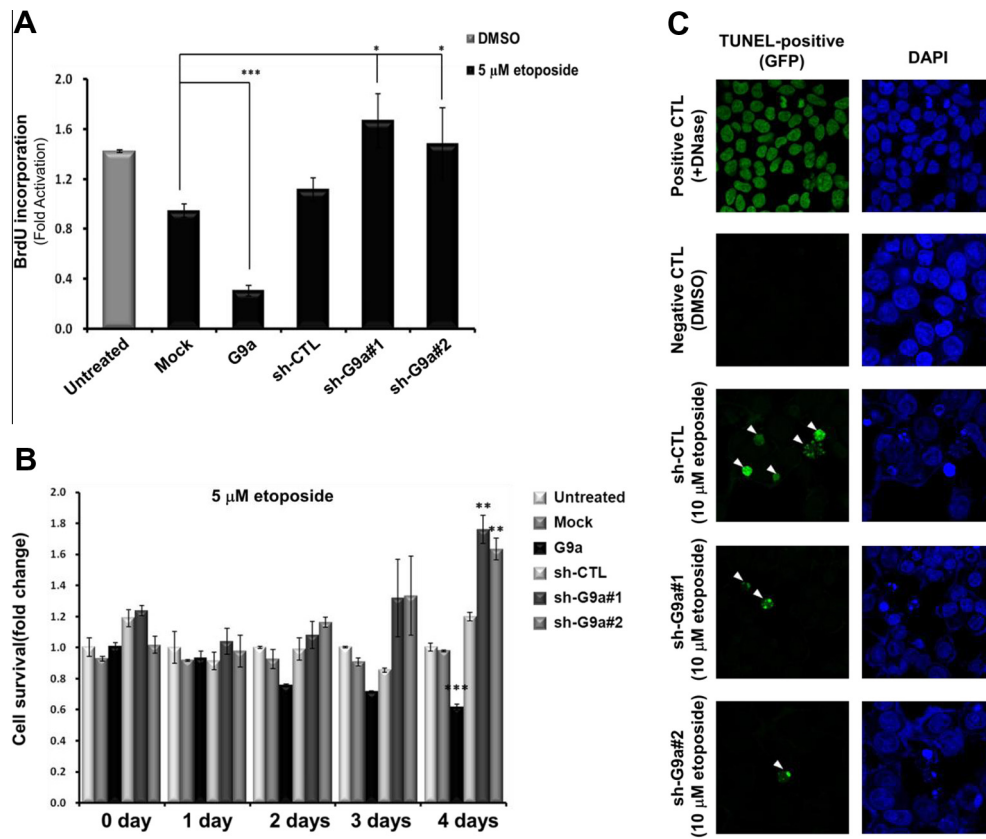 A
DMSO
5 μM etoposide
* *
***
BrdU incorporation
(Fold Activation)
2.0
1.6
1.2
0.8
0.4
0.0
Untreated
Mock
G9a
sh-CTL
sh-G9a#1
sh-G9a#2
B
5 μM etoposide
Cell survival(fold change)
2.0
1.8
1.6
1.4
1.2
1.0
0.8
0.6
0.4
0.2
0.0
**
**
***
0 day 1 day 2 days 3 days 4 days
Untreated
Mock
G9a
sh-CTL
sh-G9a#1
sh-G9a#2
C
TUNEL-positive
(GFP)
DAPI
Positive CTL
(+DNase)
Negative CTL
(DMSO)
sh-CTL
(10 μM etoposide)
sh-G9a#1
(10 μM etoposide)
sh-G9a#2
(10 μM etoposide)